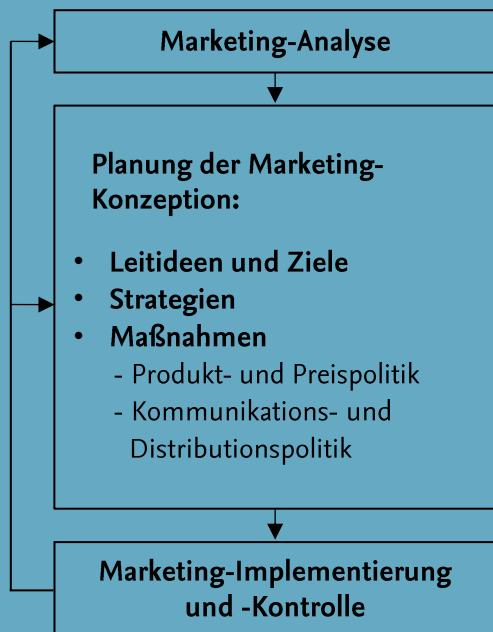 Marketing-Analyse
Planung der Marketing-
Konzeption:
• Leitideen und Ziele
• Strategien
• Maßnahmen
- Produkt- und Preispolitik
- Kommunikations- und
Distributionspolitik
Marketing-Implementierung
und -Kontrolle